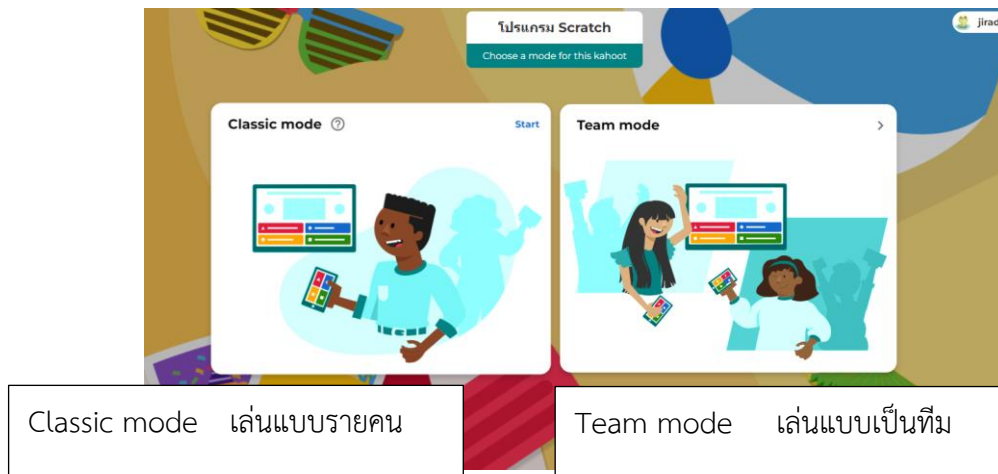 โปรแกรม Scratch
Choose a mode for this kahoot
jirad
Classic mode
Start
Team mode
Classic mode เล่นแบบรายคน
Team mode เล่นแบบเป็นทีม